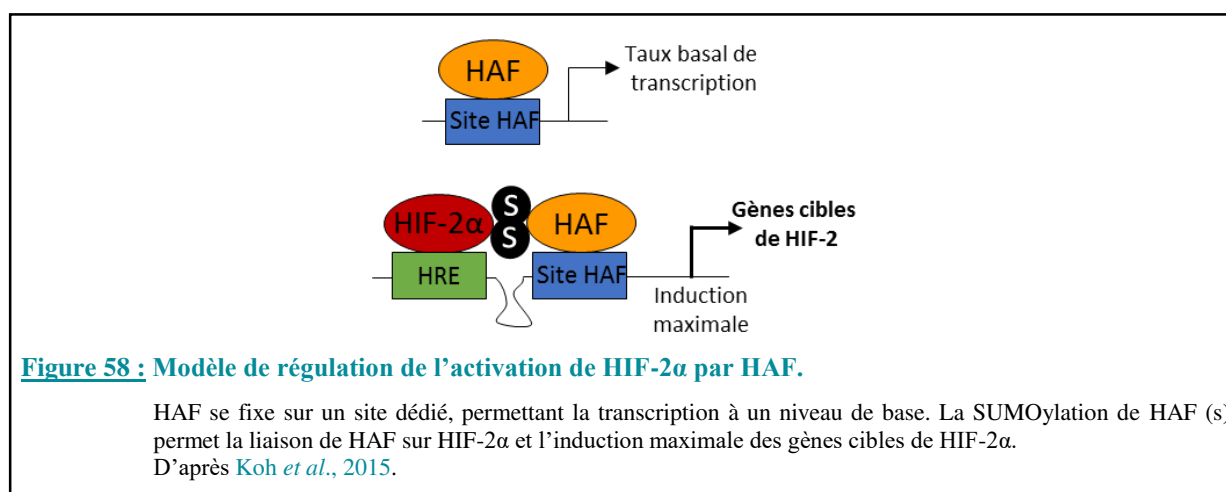 HAF
Taux basal de
transcription
Site HAF
HIF-2α
S
S
HAF
Gènes cibles
de HIF-2
HRE
Site HAF
Induction
maximale
Figure 58 : Modèle de régulation de l’activation de HIF-2α par HAF.
HAF se fixe sur un site dédié, permettant la transcription à un niveau de base. La SUMOylation de HAF (s)
permet la liaison de HAF sur HIF-2α et l’induction maximale des gènes cibles de HIF-2α.
D’après Koh et al., 2015.